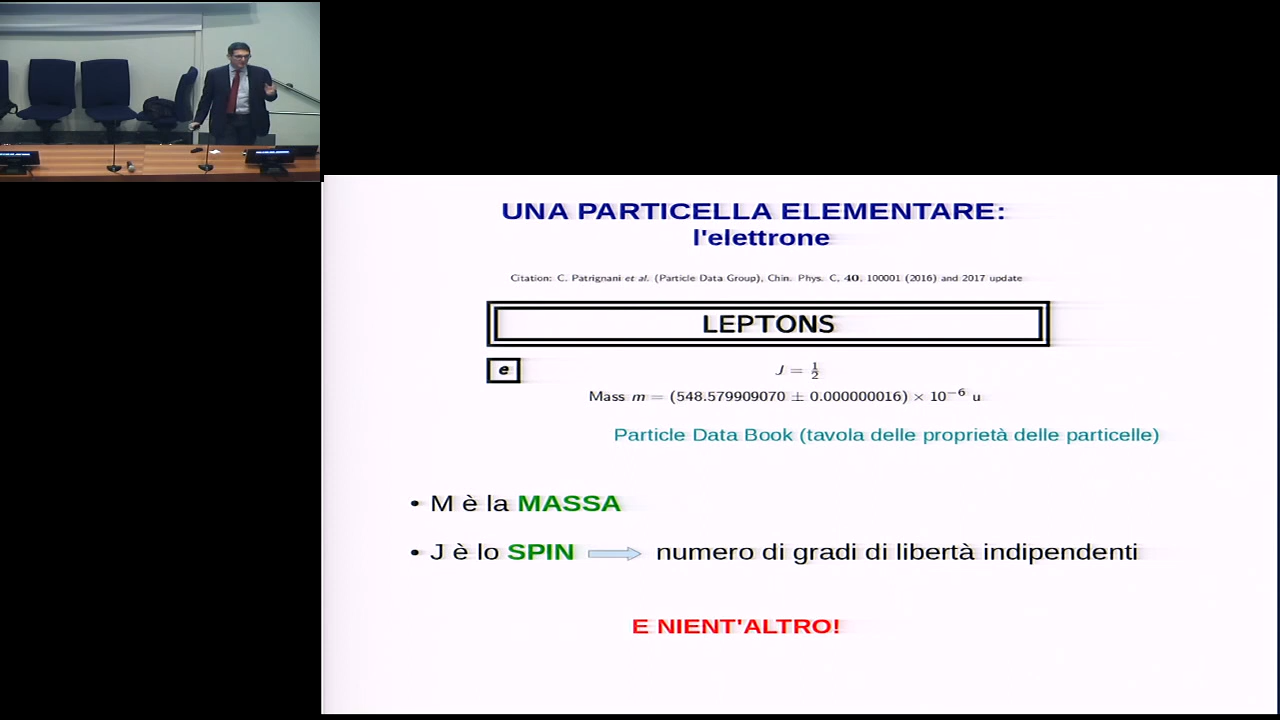 UNA PARTICELLA ELEMENTARE:
l'elettrone
Citation: C. Patrignani et al. (Particle Data Group), Chin. Phys. C, 40, 100001 (2016) and 2017 update
LEPTONS
e
J = 1/2
Mass m = (548.579909070 ± 0.000000016) × 10⁻⁶ u
Particle Data Book (tavola delle proprietà delle particelle)
• M è la MASSA
• J è lo SPIN numero di gradi di libertà indipendenti
E NIENT'ALTRO!